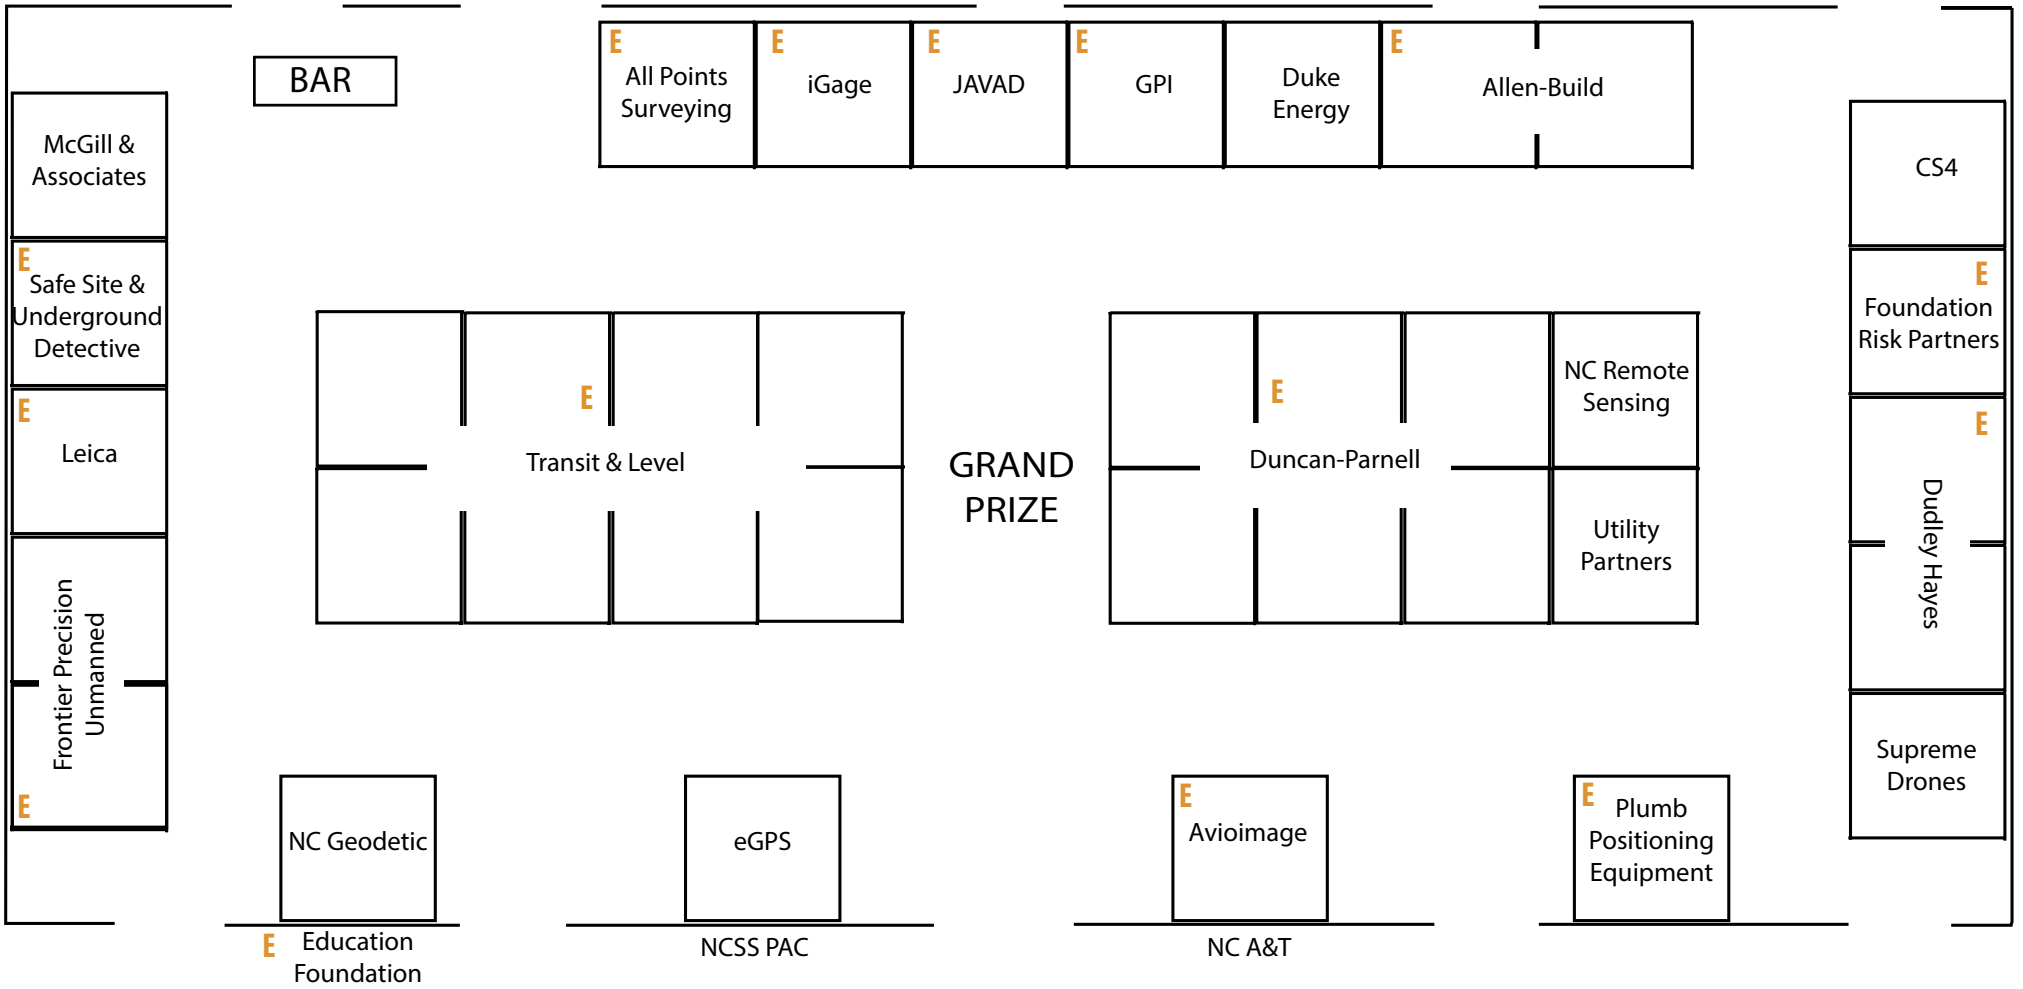 BAR
E
All Points
Surveying
E
iGage
E
JAVAD
E
GPI
Duke
Energy
E
Allen-Build
McGill &
Associates
E
Safe Site &
Underground
Detective
E
Leica
Frontier Precision
Unmanned
E
E
Transit & Level
GRAND
PRIZE
E
Duncan-Parnell
NC Remote
Sensing
Utility
Partners
CS4
E
Foundation
Risk Partners
E
Dudley Hayes
Supreme
Drones
NC Geodetic
eGPS
E
Avioimage
E
Plumb
Positioning
Equipment
E Education
Foundation
NCSS PAC
NC A&T